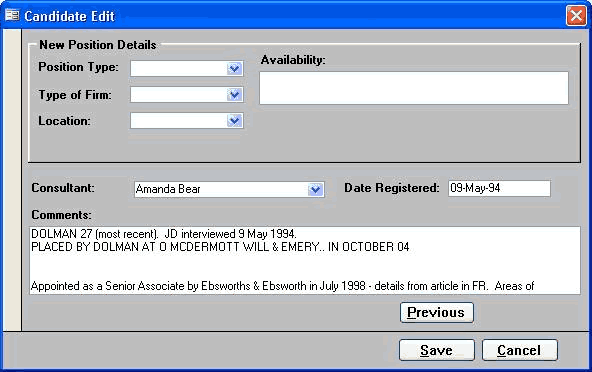 Candidate Edit
New Position Details
Position Type:
Availability:
Type of Firm:
Location:
Consultant: Amanda Bear Date Registered: 09-May-94
Comments:
DOLMAN 27 (most recent). JD interviewed 9 May 1994.
PLACED BY DOLMAN AT O MCDERMOTT WILL & EMERY.. IN OCTOBER 04
Appointed as a Senior Associate by Ebsworths & Ebsworth in July 1998 - details from article in FR. Areas of
Previous
Save Cancel